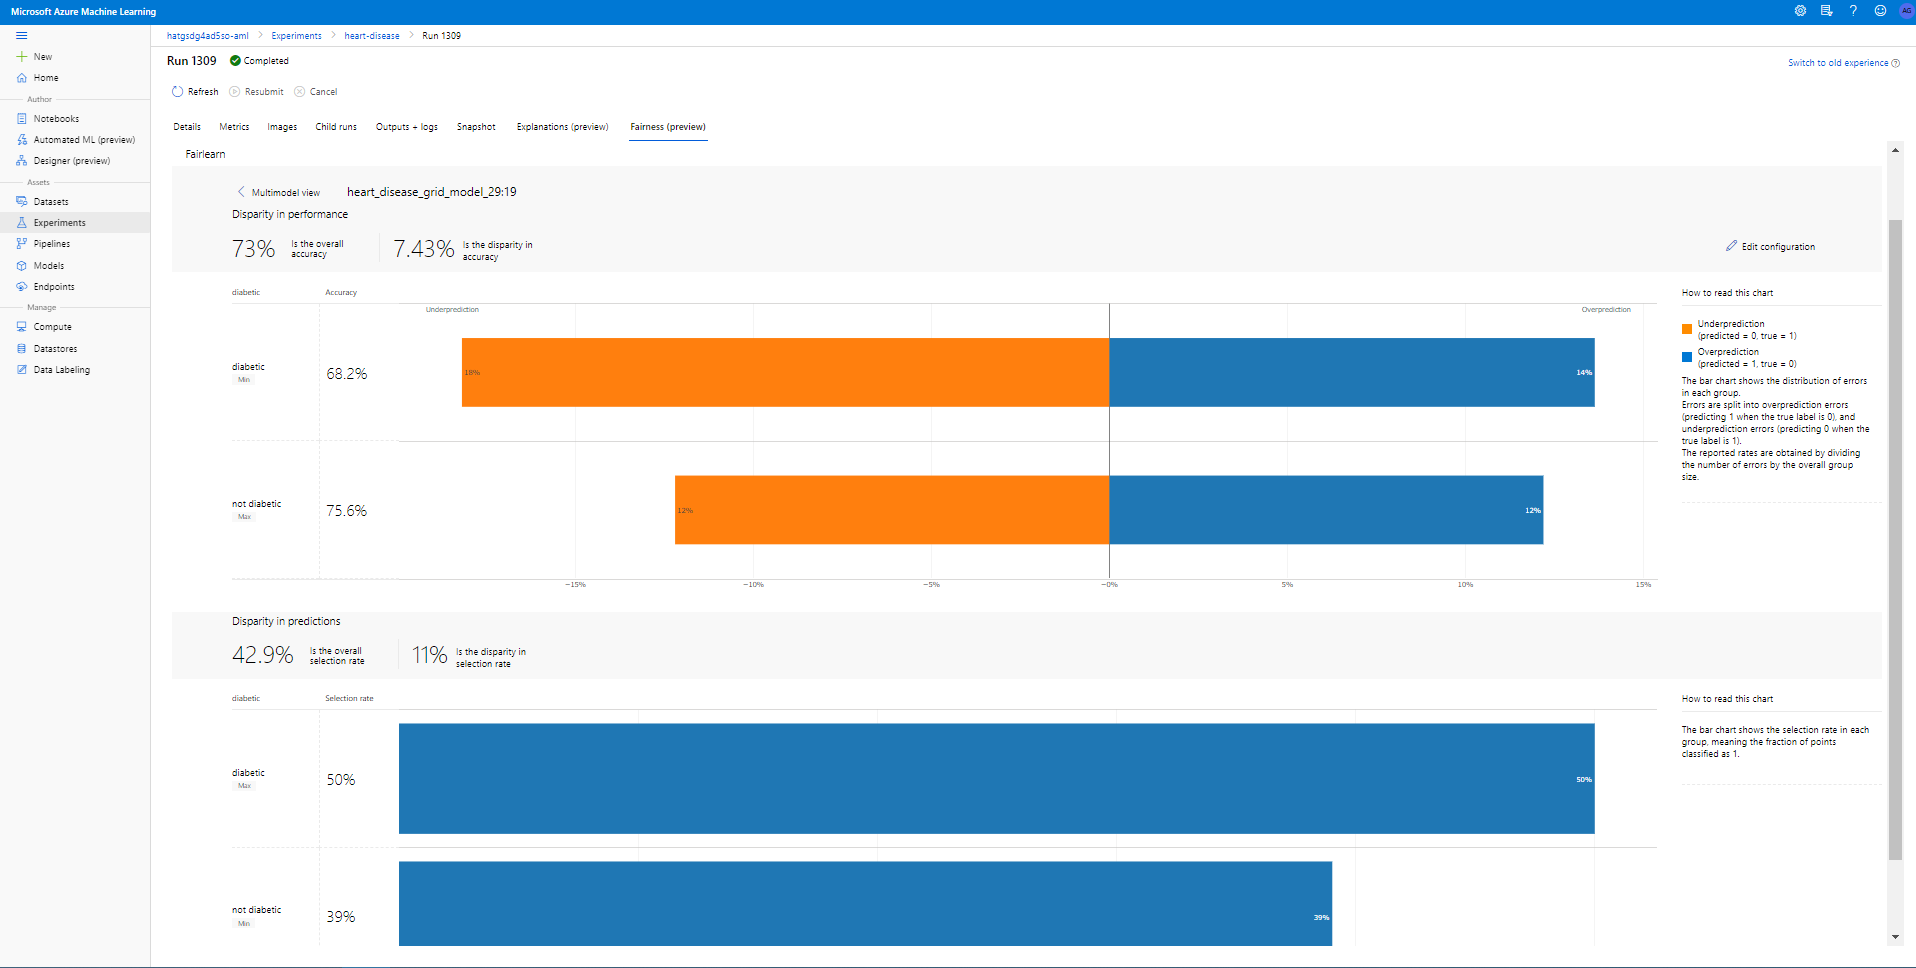 Microsoft Azure Machine Learning
AG
hatgsdg4ad5so-aml > Experiments > heart-disease > Run 1309
New
Home
Author
Notebooks
Automated ML (preview)
Designer (preview)
Assets
Datasets
Experiments
Pipelines
Models
Endpoints
Manage
Compute
Datastores
Data Labeling
Run 1309 Completed
Switch to old experience
Refresh Resubmit Cancel
Details Metrics Images Child runs Outputs + logs Snapshot Explanations (preview) Fairness (preview)
Fairlearn
Multimodel view heart_disease_grid_model_29:19
Disparity in performance
73% Is the overall
accuracy
7.43% Is the disparity in
accuracy
Edit configuration
diabetic Accuracy
Underprediction Overprediction
diabetic
Min
68.2%
18% 14%
not diabetic
Max
75.6%
12% 12%
−15% −10% −5% −0% 5% 10% 15%
How to read this chart
Underprediction
(predicted = 0, true = 1)
Overprediction
(predicted = 1, true = 0)
The bar chart shows the distribution of errors
in each group.
Errors are split into overprediction errors
(predicting 1 when the true label is 0), and
underprediction errors (predicting 0 when the
true label is 1).
The reported rates are obtained by dividing
the number of errors by the overall group
size.
Disparity in predictions
42.9% Is the overall
selection rate
11% Is the disparity in
selection rate
diabetic Selection rate
diabetic
Max
50%
50%
not diabetic
Min
39%
39%
How to read this chart
The bar chart shows the selection rate in each
group, meaning the fraction of points
classified as 1.